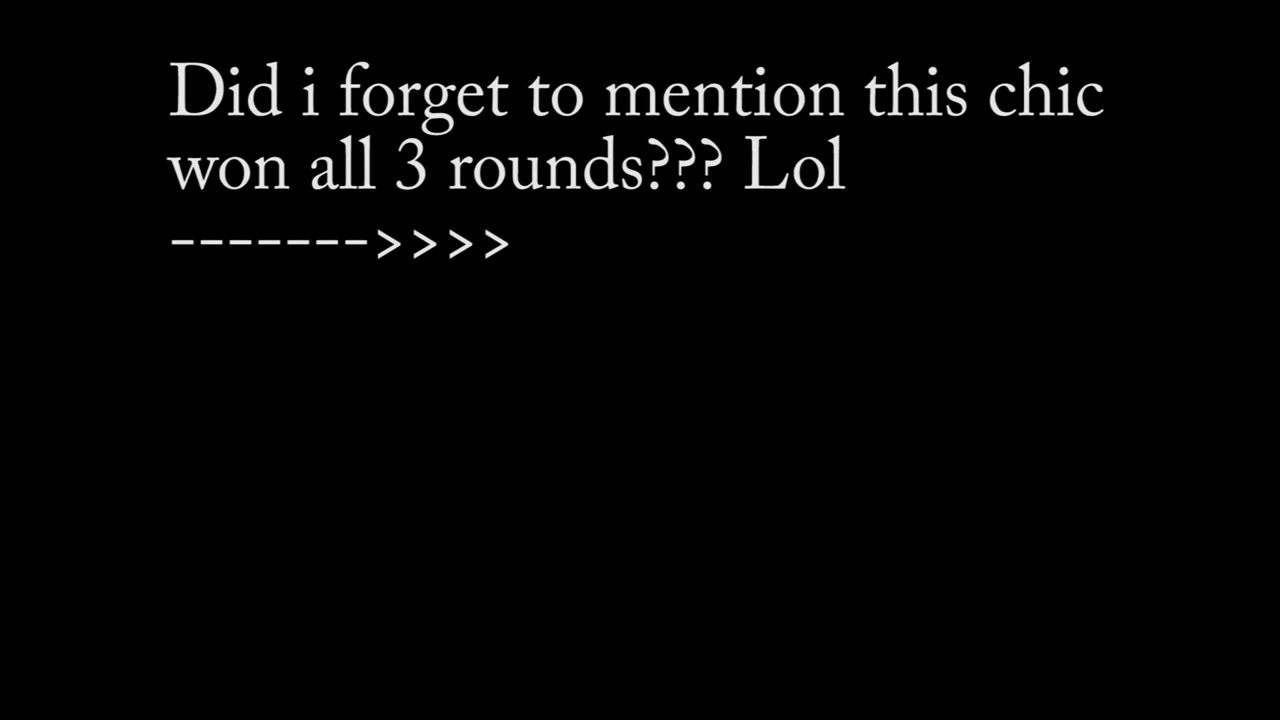 Did i forget to mention this chic
won all 3 rounds??? Lol
------->>>>